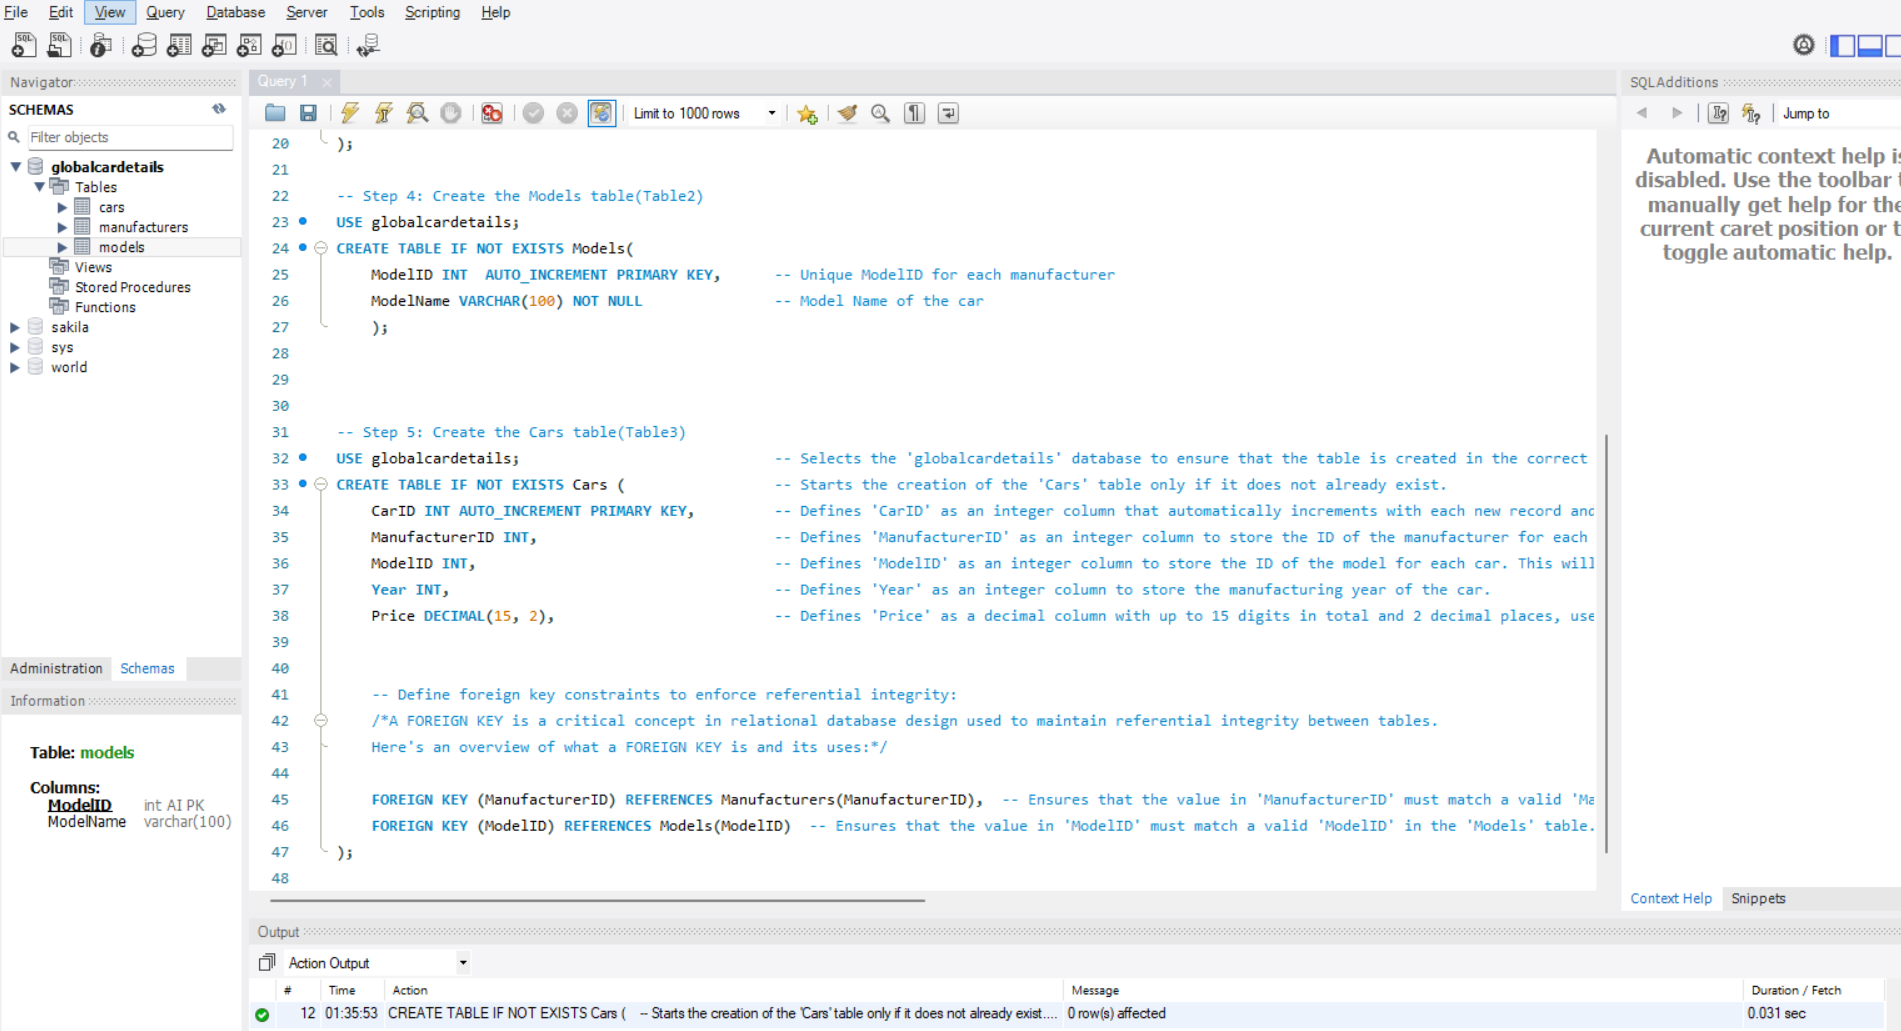 File Edit View Query Database Server Tools Scripting Help
Navigator
SCHEMAS
Filter objects
globalcardetails
Tables
cars
manufacturers
models
Views
Stored Procedures
Functions
sakila
sys
world
Administration Schemas
Information
Table: models
Columns:
ModelID int AI PK
ModelName varchar(100)
Query 1
Limit to 1000 rows
20 );
21
22 -- Step 4: Create the Models table(Table2)
23 USE globalcardetails;
24 CREATE TABLE IF NOT EXISTS Models(
25 ModelID INT AUTO_INCREMENT PRIMARY KEY, -- Unique ModelID for each manufacturer
26 ModelName VARCHAR(100) NOT NULL -- Model Name of the car
27 );
28
29
30
31 -- Step 5: Create the Cars table(Table3)
32 USE globalcardetails; -- Selects the 'globalcardetails' database to ensure that the table is created in the correct
33 CREATE TABLE IF NOT EXISTS Cars ( -- Starts the creation of the 'Cars' table only if it does not already exist.
34 CarID INT AUTO_INCREMENT PRIMARY KEY, -- Defines 'CarID' as an integer column that automatically increments with each new record and
35 ManufacturerID INT, -- Defines 'ManufacturerID' as an integer column to store the ID of the manufacturer for each
36 ModelID INT, -- Defines 'ModelID' as an integer column to store the ID of the model for each car. This will
37 Year INT, -- Defines 'Year' as an integer column to store the manufacturing year of the car.
38 Price DECIMAL(15, 2), -- Defines 'Price' as a decimal column with up to 15 digits in total and 2 decimal places, use
39
40
41 -- Define foreign key constraints to enforce referential integrity:
42 /*A FOREIGN KEY is a critical concept in relational database design used to maintain referential integrity between tables.
43 Here's an overview of what a FOREIGN KEY is and its uses:*/
44
45 FOREIGN KEY (ManufacturerID) REFERENCES Manufacturers(ManufacturerID), -- Ensures that the value in 'ManufacturerID' must match a valid 'Ma
46 FOREIGN KEY (ModelID) REFERENCES Models(ModelID) -- Ensures that the value in 'ModelID' must match a valid 'ModelID' in the 'Models' table.
47 );
48
SQLAdditions
Jump to
Automatic context help is
disabled. Use the toolbar t
manually get help for the
current caret position or t
toggle automatic help.
Context Help Snippets
Output
Action Output
# Time Action Message Duration / Fetch
12 01:35:53 CREATE TABLE IF NOT EXISTS Cars ( -- Starts the creation of the 'Cars' table only if it does not already exist.... 0 row(s) affected 0.031 sec